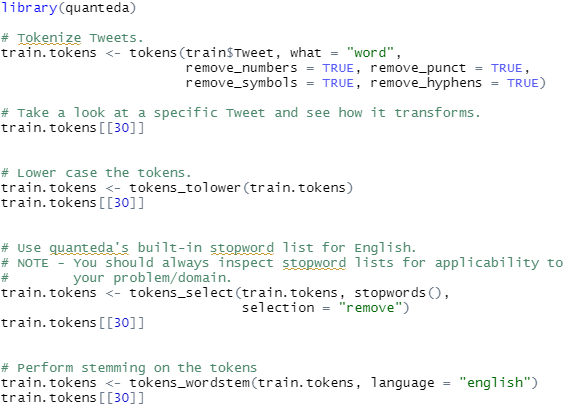 library(quanteda)
# Tokenize Tweets.
train.tokens <- tokens(train$Tweet, what = "word",
                       remove_numbers = TRUE, remove_punct = TRUE,
                       remove_symbols = TRUE, remove_hyphens = TRUE)
# Take a look at a specific Tweet and see how it transforms.
train.tokens[[30]]
# Lower case the tokens.
train.tokens <- tokens_tolower(train.tokens)
train.tokens[[30]]
# Use quanteda's built-in stopword list for English.
# NOTE - You should always inspect stopword lists for applicability to
#        your problem/domain.
train.tokens <- tokens_select(train.tokens, stopwords(),
                              selection = "remove")
train.tokens[[30]]
# Perform stemming on the tokens
train.tokens <- tokens_wordstem(train.tokens, language = "english")
train.tokens[[30]]